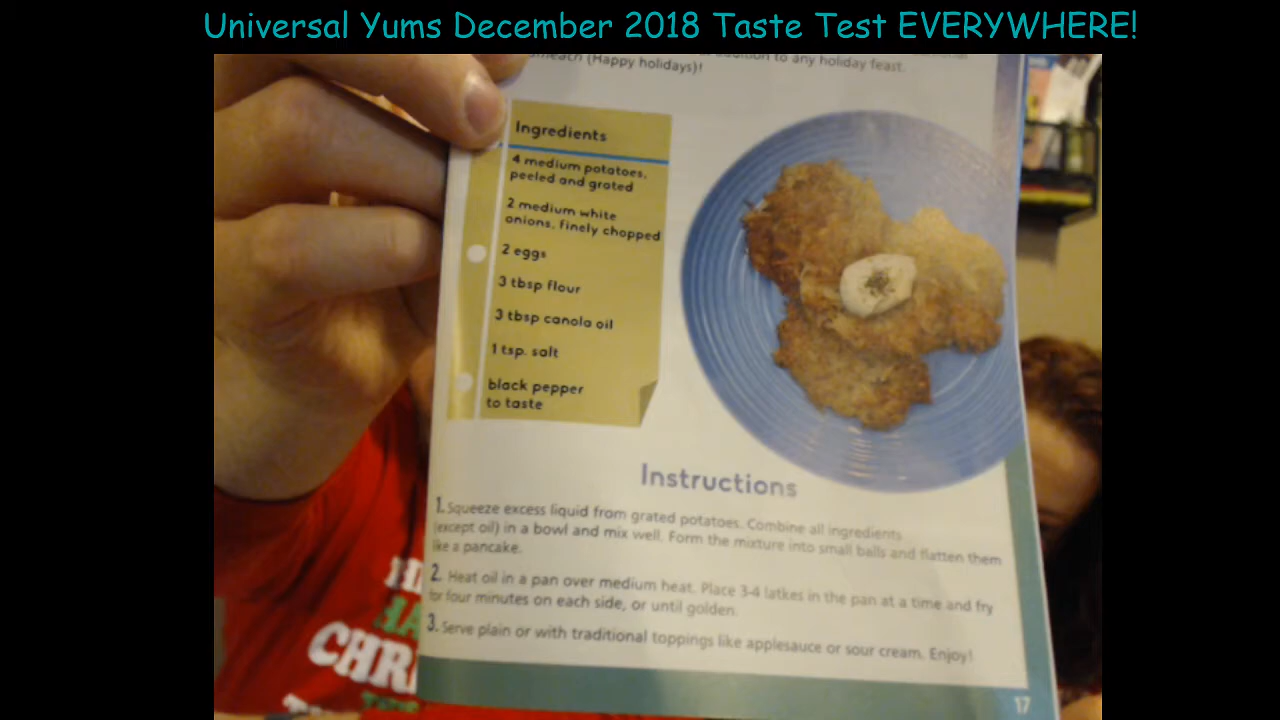 Universal Yums December 2018 Taste Test EVERYWHERE!
to any holiday feast.
(Happy holidays)!
Ingredients
4 medium potatoes,
peeled and grated
2 medium white
onions, finely chopped
2 eggs
3 tbsp flour
3 tbsp canola oil
1 tsp. salt
black pepper
to taste
Instructions
1. Squeeze excess liquid from grated potatoes. Combine all ingredients
(except oil) in a bowl and mix well. Form the mixture into small balls and flatten them
like a pancake.
2. Heat oil in a pan over medium heat. Place 3-4 latkes in the pan at a time and fry
for four minutes on each side, or until golden.
3. Serve plain or with traditional toppings like applesauce or sour cream. Enjoy!
17